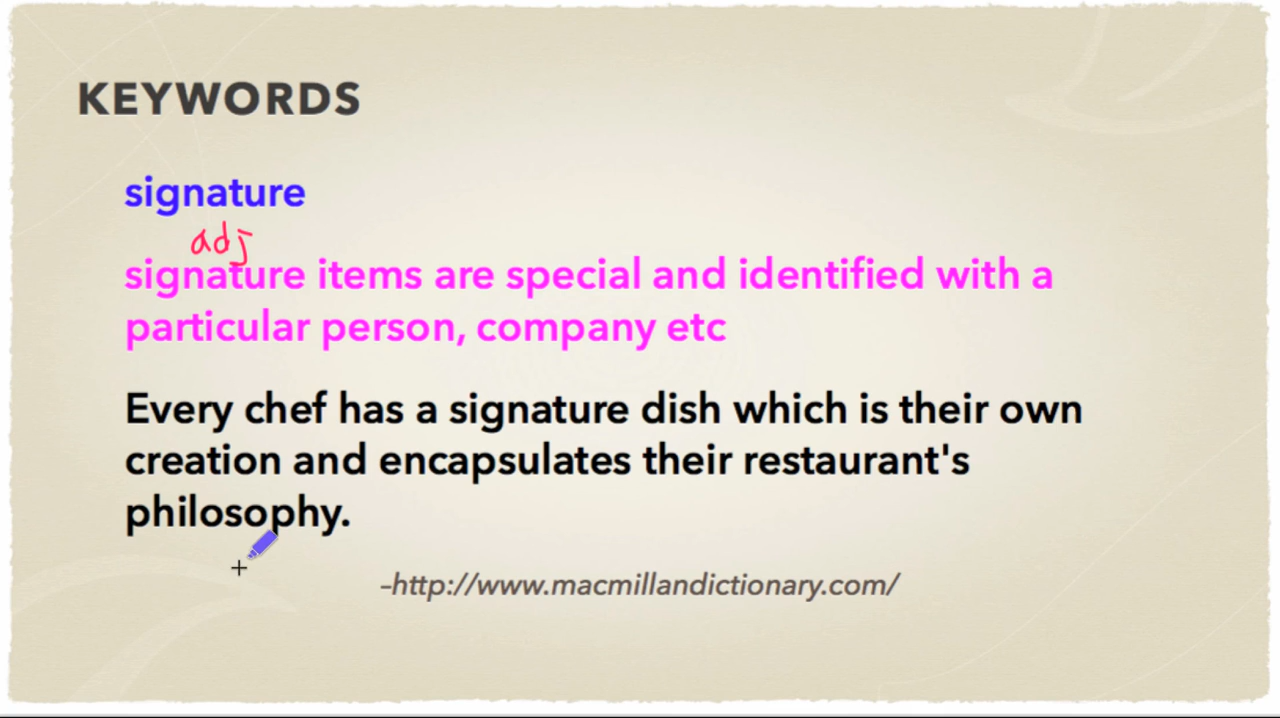 KEYWORDS
signature
adj
signature items are special and identified with a
particular person, company etc
Every chef has a signature dish which is their own
creation and encapsulates their restaurant's
philosophy.
–http://www.macmillandictionary.com/